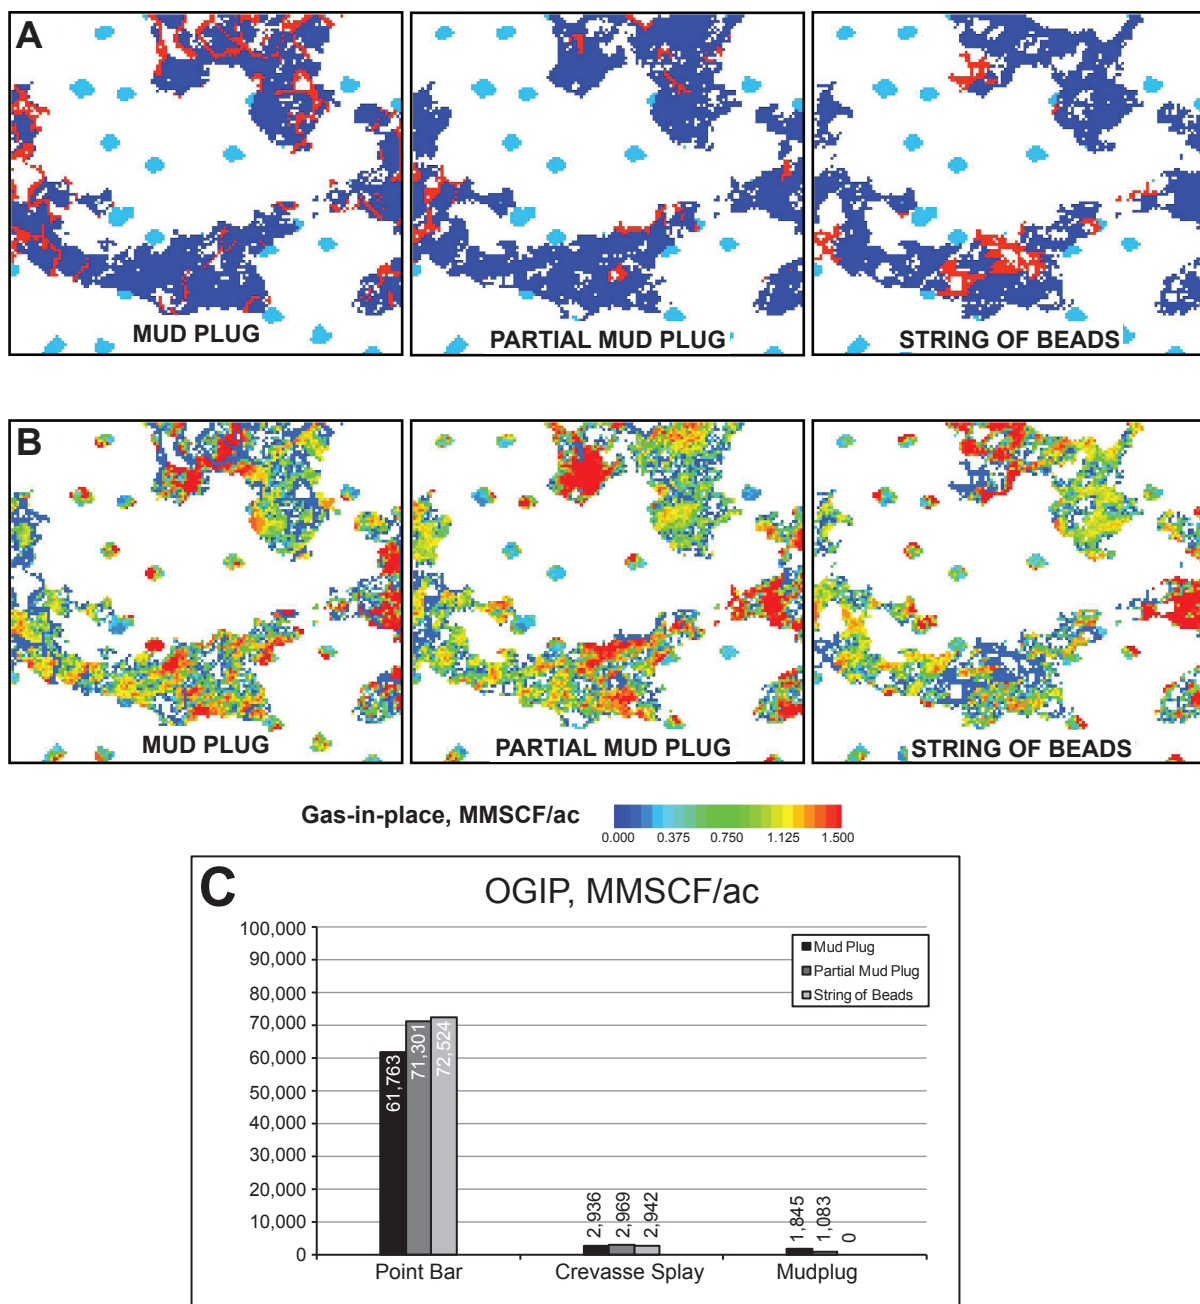 A
MUD PLUG
PARTIAL MUD PLUG
STRING OF BEADS
B
MUD PLUG
PARTIAL MUD PLUG
STRING OF BEADS
Gas-in-place, MMSCF/ac
0.000 0.375 0.750 1.125 1.500
C
OGIP, MMSCF/ac
100,000
90,000
80,000
70,000
60,000
50,000
40,000
30,000
20,000
10,000
0
Mud Plug
Partial Mud Plug
String of Beads
61,763
71,301
72,524
2,936
2,969
2,942
1,845
1,083
0
Point Bar
Crevasse Splay
Mudplug